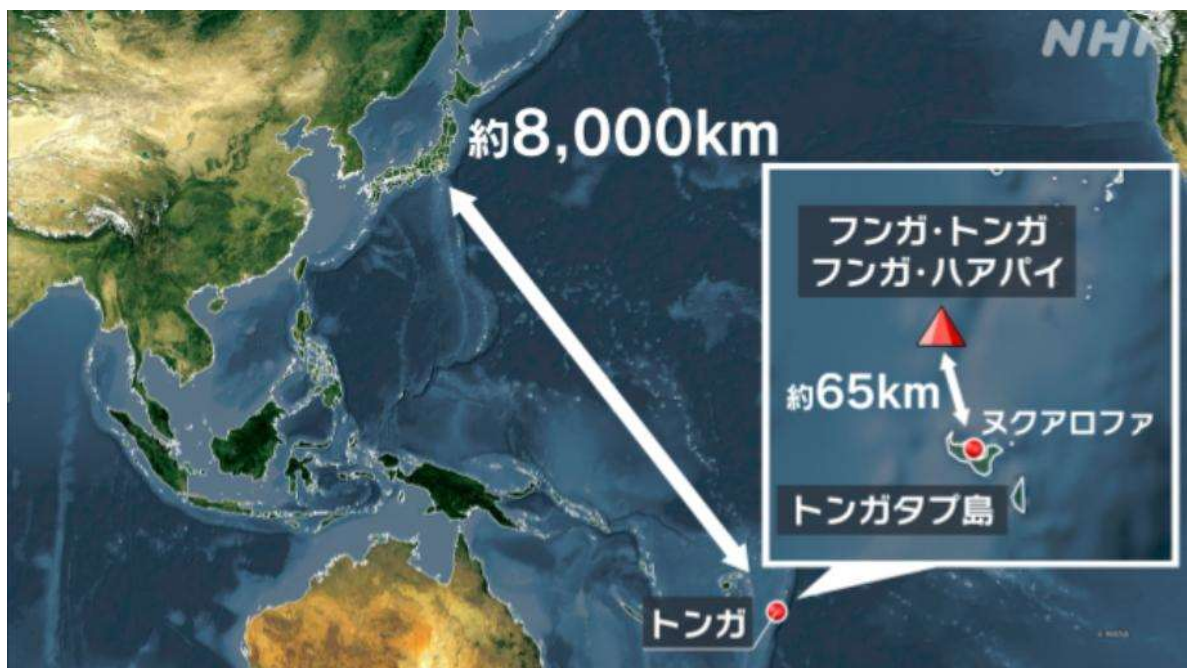 NHK
約8,000km
フンガ・トンガ
フンガ・ハアパイ
約65km
ヌクアロファ
トンガタプ島
トンガ